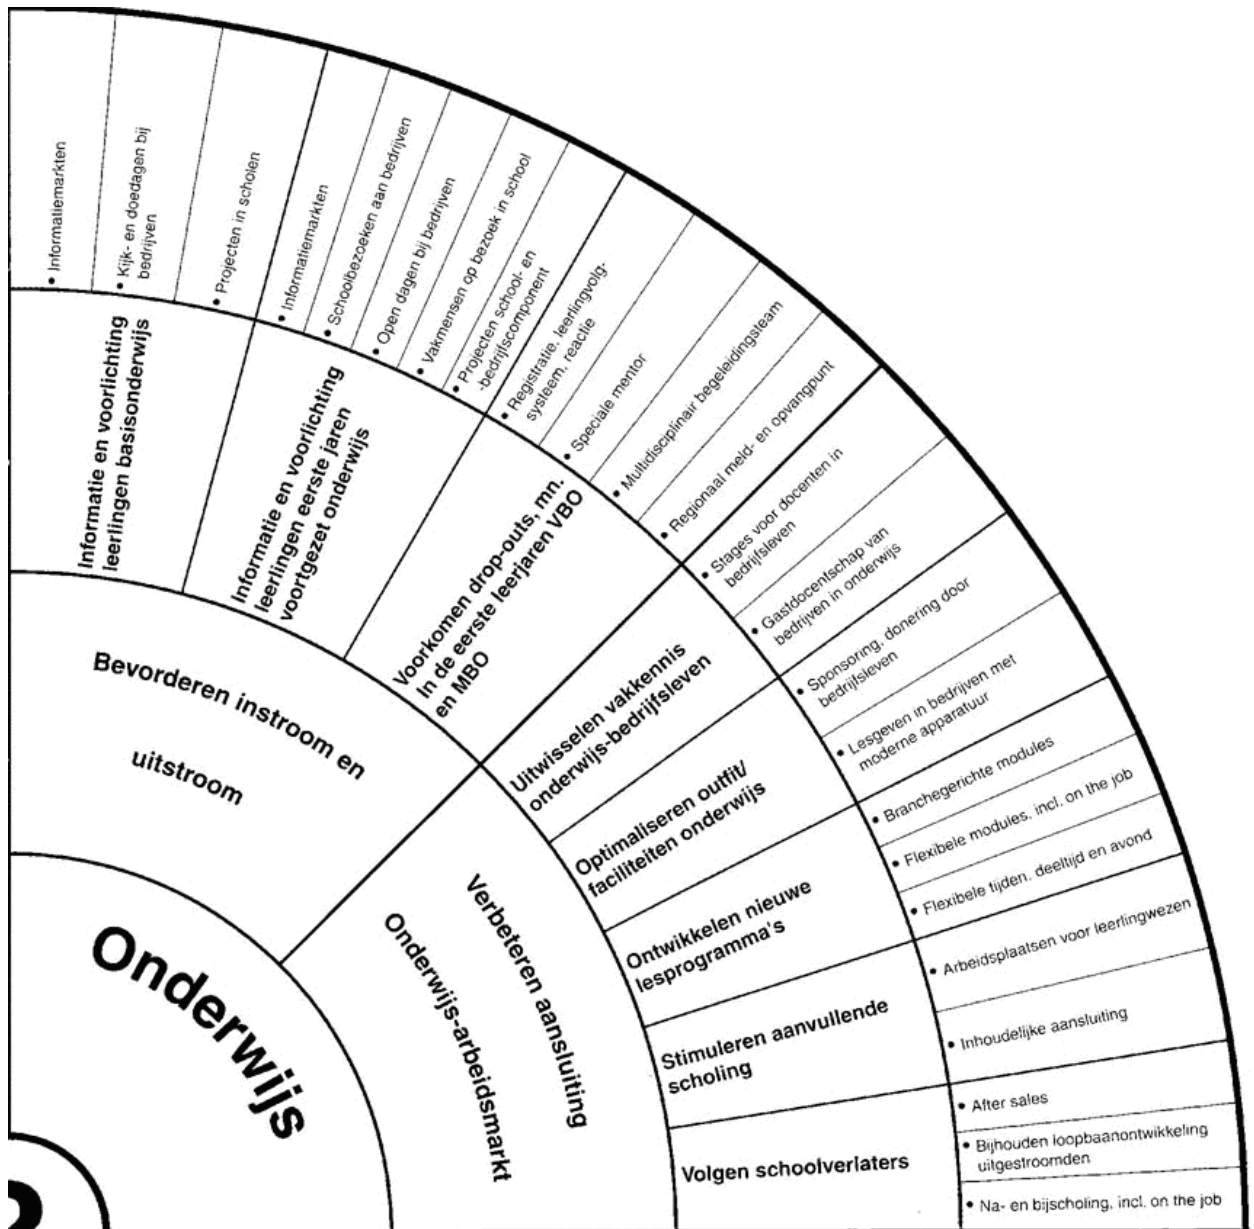 Onderwijs
Bevorderen instroom en
uitstroom
Verbeteren aansluiting
Onderwijs-arbeidsmarkt
Informatie en voorlichting
leerlingen basisonderwijs
Informatie en voorlichting
leerlingen eerste jaren
voortgezet onderwijs
Voorkomen drop-outs, mn.
In de eerste leerjaren VBO
en MBO
Uitwisselen vakkennis
onderwijs-bedrijfsleven
Optimaliseren outfit/
faciliteiten onderwijs
Ontwikkelen nieuwe
lesprogramma's
Stimuleren aanvullende
scholing
Volgen schoolverlaters
• Informatiemarkten
• Kijk- en doedagen bij
bedrijven
• Projecten in scholen
• Informatiemarkten
• Schoolbezoeken aan bedrijven
• Open dagen bij bedrijven
• Vakmensen op bezoek in school
• Projecten school- en
-bedrijfscomponent
• Registratie, leerlingvolg-
systeem, reactie
• Speciale mentor
• Multidisciplinair begeleidingsteam
• Regionaal meld- en opvangpunt
• Stages voor docenten in
bedrijfsleven
• Gastdocentschap van
bedrijven in onderwijs
• Sponsoring, donering door
bedrijfsleven
• Lesgeven in bedrijven met
moderne apparatuur
• Branchegerichte modules
• Flexibele modules, incl. on the job
• Flexibele tijden, deeltijd en avond
• Arbeidsplaatsen voor leerlingwezen
• Inhoudelijke aansluiting
• After sales
• Bijhouden loopbaanontwikkeling
uitgestroomden
• Na- en bijscholing, incl. on the job